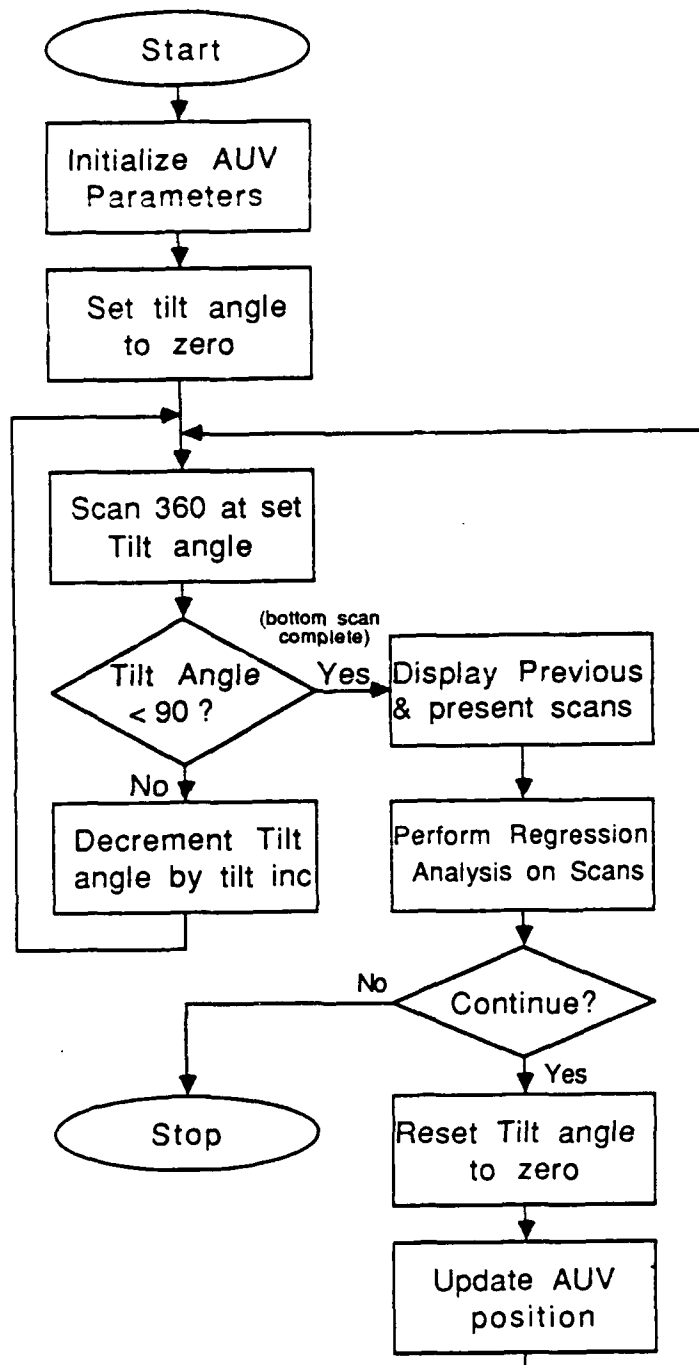 Start
Initialize AUV
Parameters
Set tilt angle
to zero
Scan 360 at set
Tilt angle
Tilt Angle
< 90 ?
(bottom scan
complete)
Yes
No
Decrement Tilt
angle by tilt inc
Display Previous
& present scans
Perform Regression
Analysis on Scans
Continue?
No
Stop
Yes
Reset Tilt angle
to zero
Update AUV
position